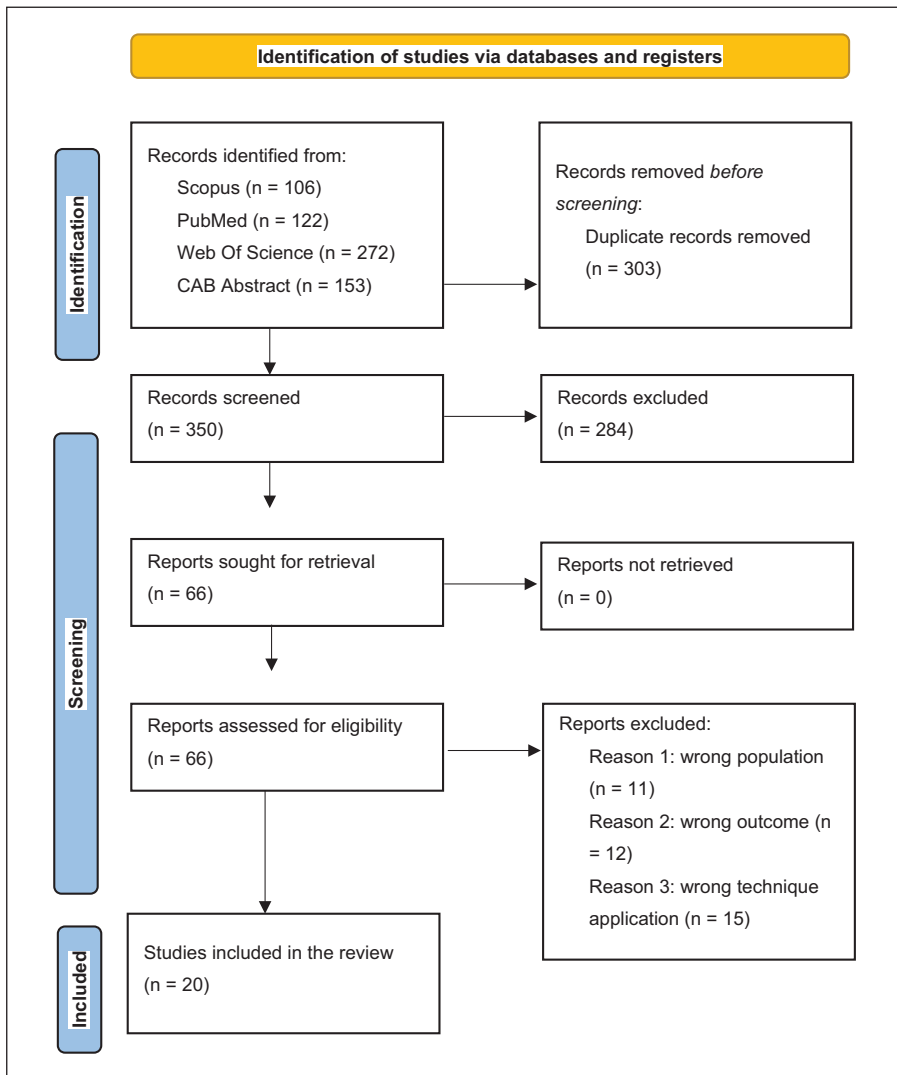 Identification of studies via databases and registers
Identification
Records identified from:
Scopus (n = 106)
PubMed (n = 122)
Web Of Science (n = 272)
CAB Abstract (n = 153)
Records removed before
screening:
Duplicate records removed
(n = 303)
Screening
Records screened
(n = 350)
Records excluded
(n = 284)
Reports sought for retrieval
(n = 66)
Reports not retrieved
(n = 0)
Reports assessed for eligibility
(n = 66)
Reports excluded:
Reason 1: wrong population
(n = 11)
Reason 2: wrong outcome (n
= 12)
Reason 3: wrong technique
application (n = 15)
Included
Studies included in the review
(n = 20)